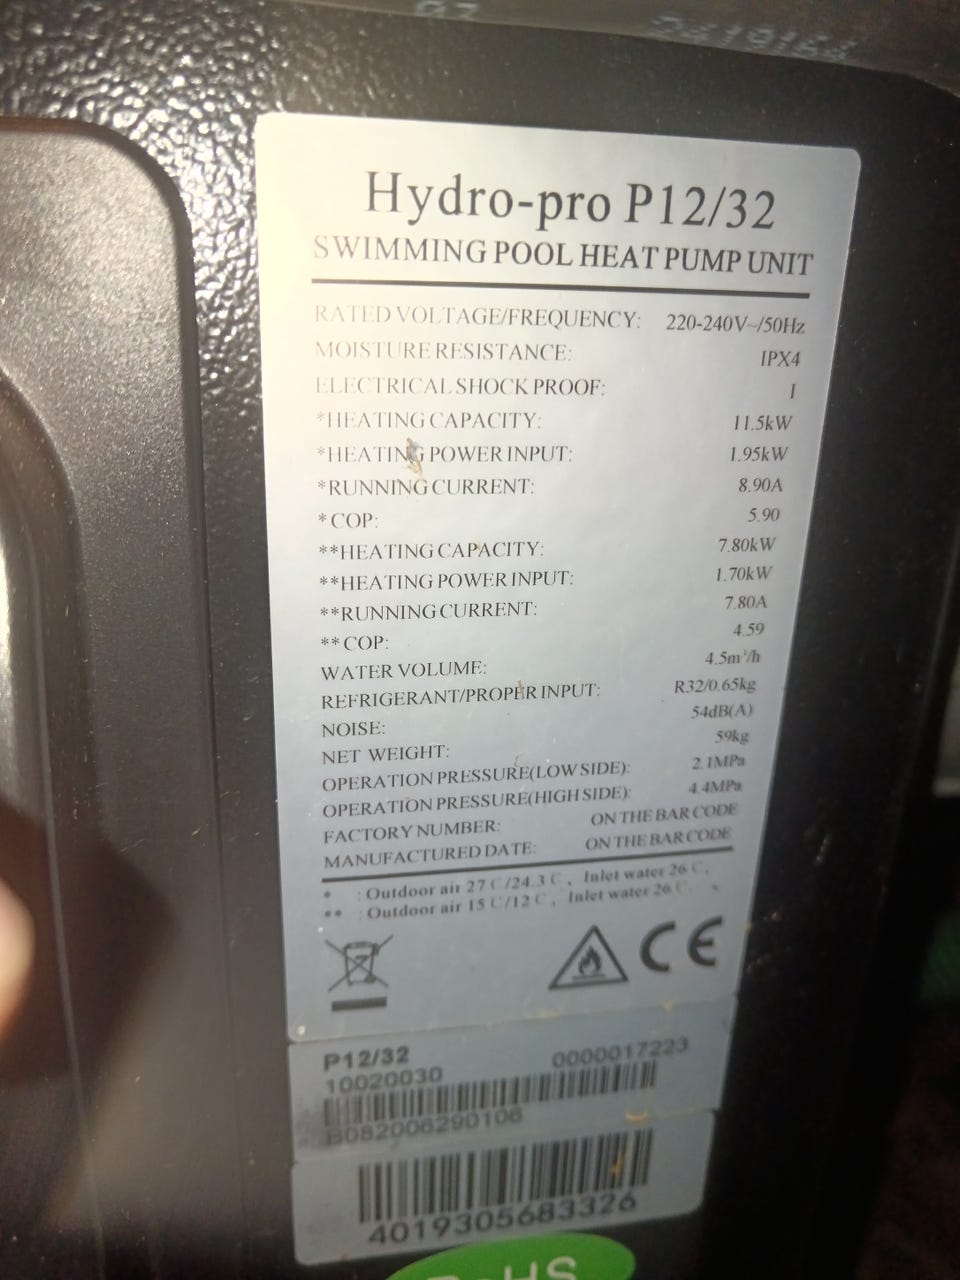 Hydro-pro P12/32
SWIMMING POOL HEAT PUMP UNIT
RATED VOLTAGE/FREQUENCY: 220-240V~/50Hz
MOISTURE RESISTANCE: IPX4
ELECTRICAL SHOCK PROOF: I
*HEATING CAPACITY: 11.5kW
*HEATING POWER INPUT: 1.95kW
*RUNNING CURRENT: 8.90A
*COP: 5.90
**HEATING CAPACITY: 7.80kW
**HEATING POWER INPUT: 1.70kW
**RUNNING CURRENT: 7.80A
**COP: 4.59
WATER VOLUME: 4.5m³/h
REFRIGERANT/PROPER INPUT: R32/0.65kg
NOISE: 54dB(A)
NET WEIGHT: 59kg
OPERATION PRESSURE(LOW SIDE): 2.1MPa
OPERATION PRESSURE(HIGH SIDE): 4.4MPa
FACTORY NUMBER: ON THE BAR CODE
MANUFACTURED DATE: ON THE BAR CODE
* : Outdoor air 27 C/24.3 C, Inlet water 26 C.
** : Outdoor air 15 C/12 C, Inlet water 26 C.
CE
P12/32
10020030 0000017223
B082006290106
4019305683326
RoHS